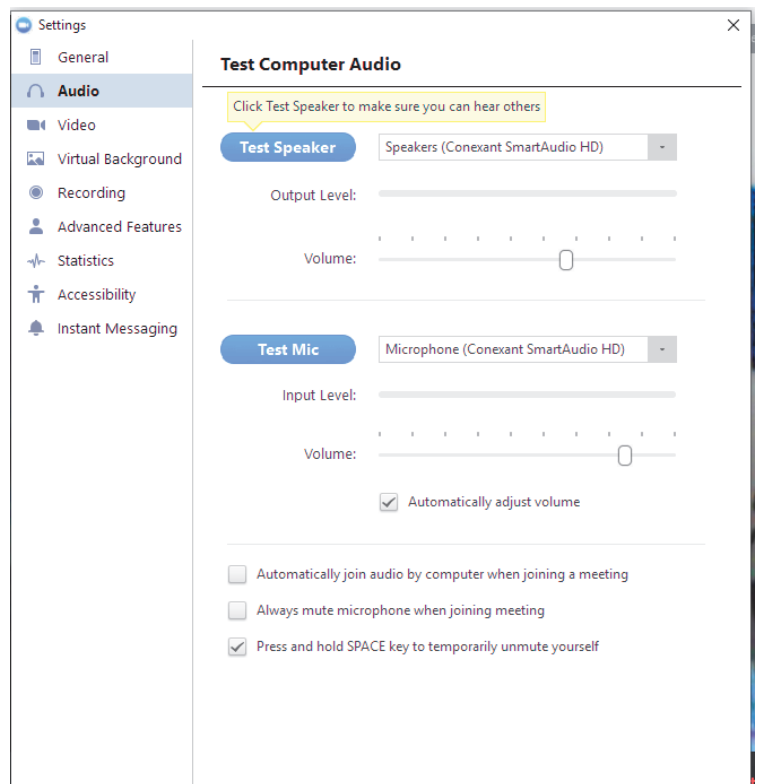 Settings
General
Audio
Video
Virtual Background
Recording
Advanced Features
Statistics
Accessibility
Instant Messaging
Test Computer Audio
Click Test Speaker to make sure you can hear others
Test Speaker
Speakers (Conexant SmartAudio HD)
Output Level:
Volume:
Test Mic
Microphone (Conexant SmartAudio HD)
Input Level:
Volume:
Automatically adjust volume
Automatically join audio by computer when joining a meeting
Always mute microphone when joining meeting
Press and hold SPACE key to temporarily unmute yourself